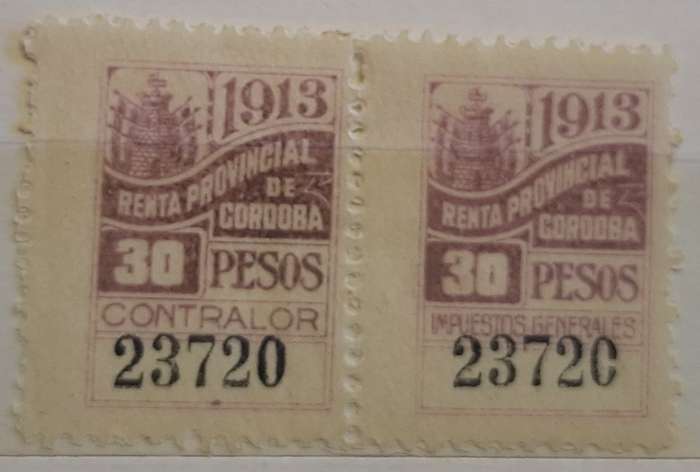 1913
RENTA PROVINCIAL
DE
CORDOBA
30 PESOS
CONTRALOR
23720
1913
RENTA PROVINCIAL
DE
CORDOBA
30 PESOS
IMPUESTOS GENERALES
23720